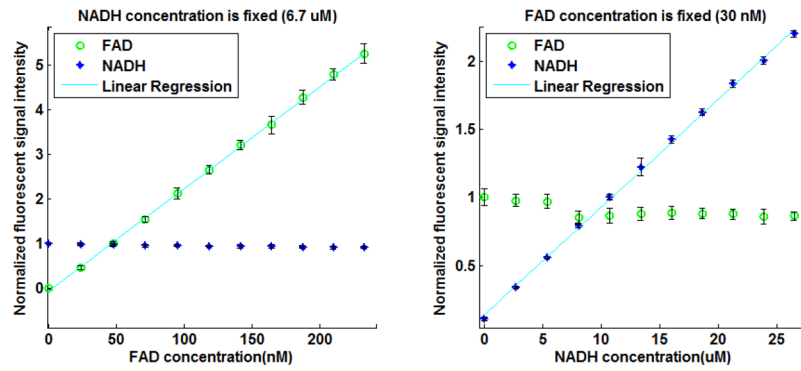 NADH concentration is fixed (6.7 uM)
FAD
NADH
Linear Regression
Normalized fluorescent signal intensity
5
4
3
2
1
0
0 50 100 150 200
FAD concentration(nM)
FAD concentration is fixed (30 nM)
FAD
NADH
Linear Regression
Normalized fluorescent signal intensity
2
1.5
1
0.5
0 5 10 15 20 25
NADH concentration(uM)